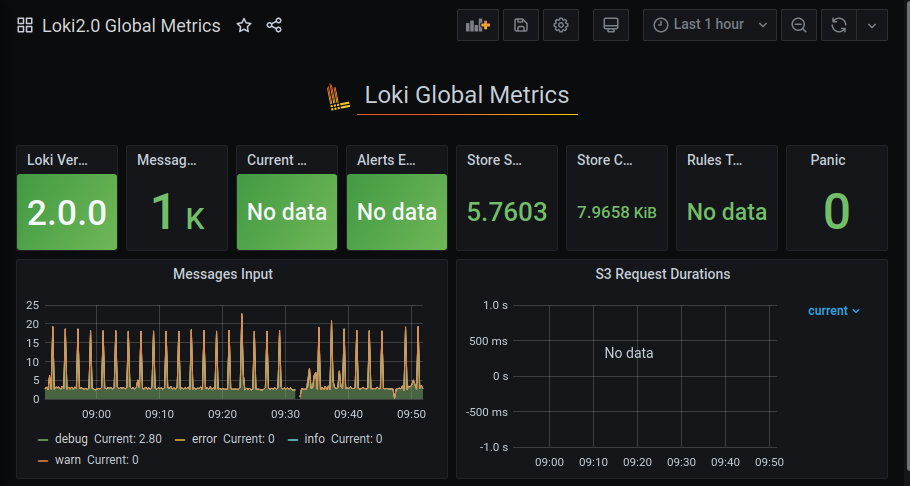 Loki2.0 Global Metrics
Last 1 hour
Loki Global Metrics
Loki Ver...
Messag...
Current ...
Alerts E...
Store S...
Store C...
Rules T...
Panic
2.0.0
1 K
No data
No data
5.7603
7.9658 KiB
No data
0
Messages Input
25
20
15
10
5
0
09:00 09:10 09:20 09:30 09:40 09:50
debug Current: 2.80 error Current: 0 info Current: 0
warn Current: 0
S3 Request Durations
1.0 s
500 ms
0 s
-500 ms
-1.0 s
No data
current
09:00 09:10 09:20 09:30 09:40 09:50